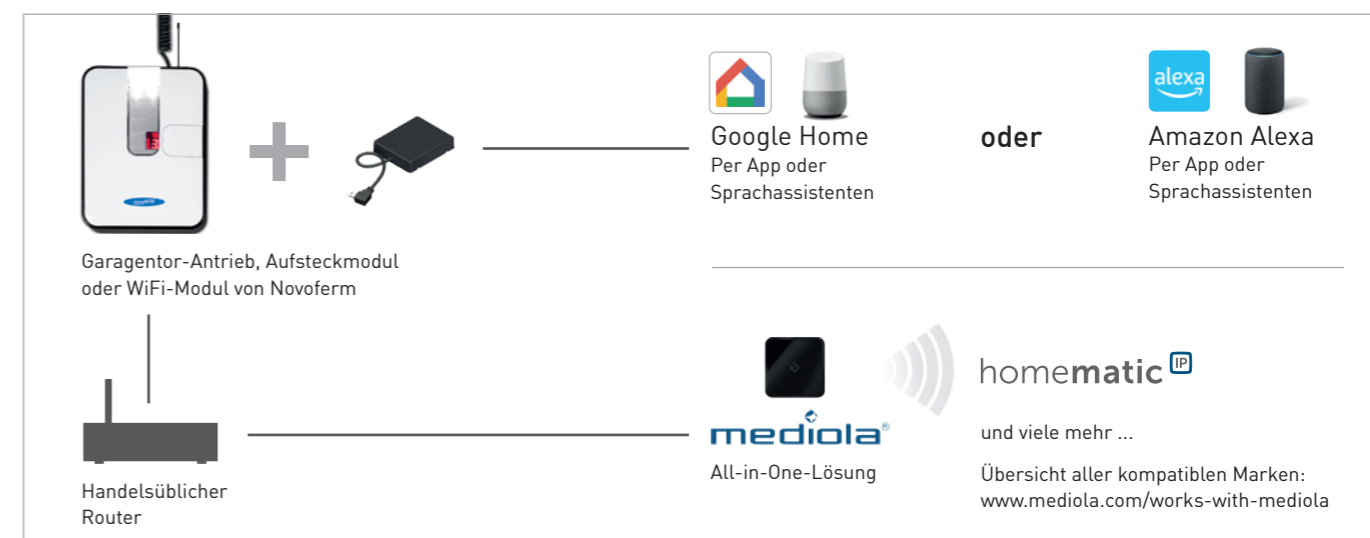 alexa
Google Home
Per App oder
Sprachassistenten
oder
Amazon Alexa
Per App oder
Sprachassistenten
Garagentor-Antrieb, Aufsteckmodul
oder WiFi-Modul von Novoferm
mediola®
All-in-One-Lösung
homematic IP
und viele mehr ...
Übersicht aller kompatiblen Marken:
www.mediola.com/works-with-mediola
Handelsüblicher
Router